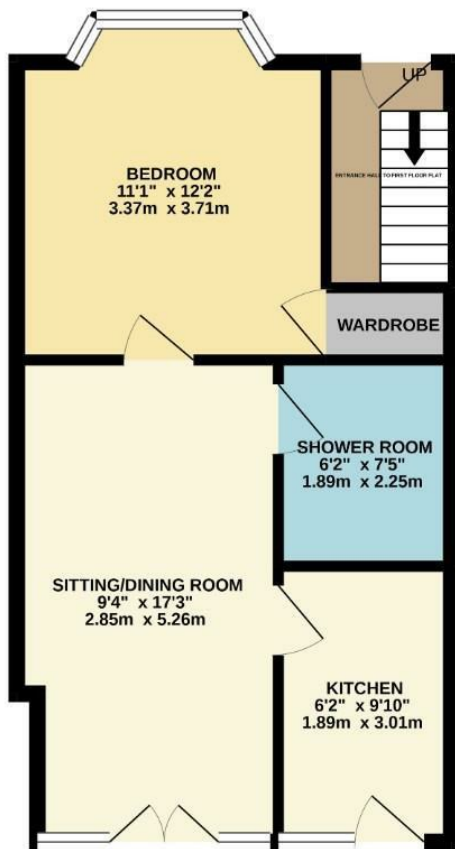 UP
BEDROOM
11'1" x 12'2"
3.37m x 3.71m
ENTRANCE HALL TO FIRST FLOOR FLAT
WARDROBE
SHOWER ROOM
6'2" x 7'5"
1.89m x 2.25m
SITTING/DINING ROOM
9'4" x 17'3"
2.85m x 5.26m
KITCHEN
6'2" x 9'10"
1.89m x 3.01m